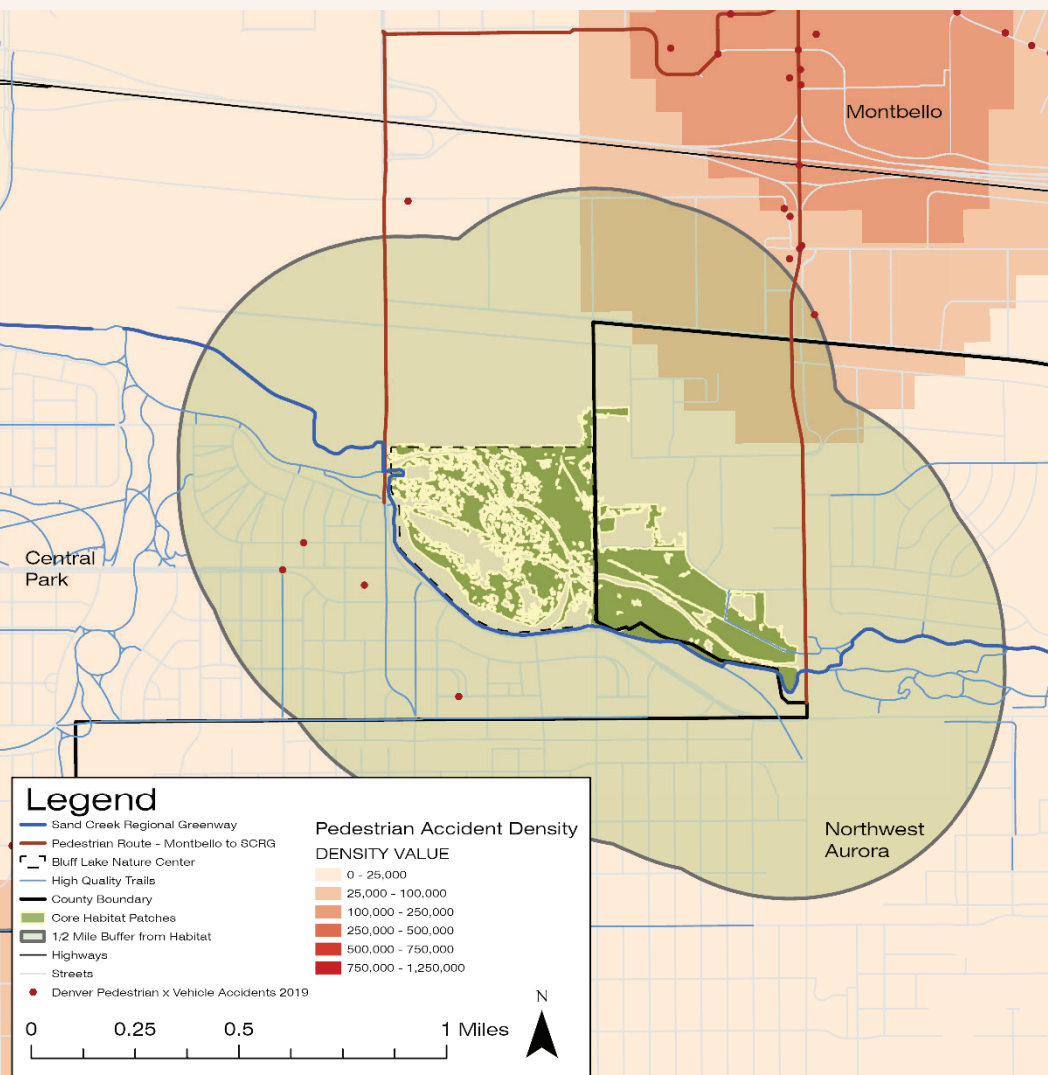 Montbello
Central
Park
Northwest
Aurora
Legend
Sand Creek Regional Greenway
Pedestrian Route - Montbello to SCRG
Bluff Lake Nature Center
High Quality Trails
County Boundary
Core Habitat Patches
1/2 Mile Buffer from Habitat
Highways
Streets
Denver Pedestrian x Vehicle Accidents 2019
Pedestrian Accident Density
DENSITY VALUE
0 - 25,000
25,000 - 100,000
100,000 - 250,000
250,000 - 500,000
500,000 - 750,000
750,000 - 1,250,000
N
0 0.25 0.5 1 Miles